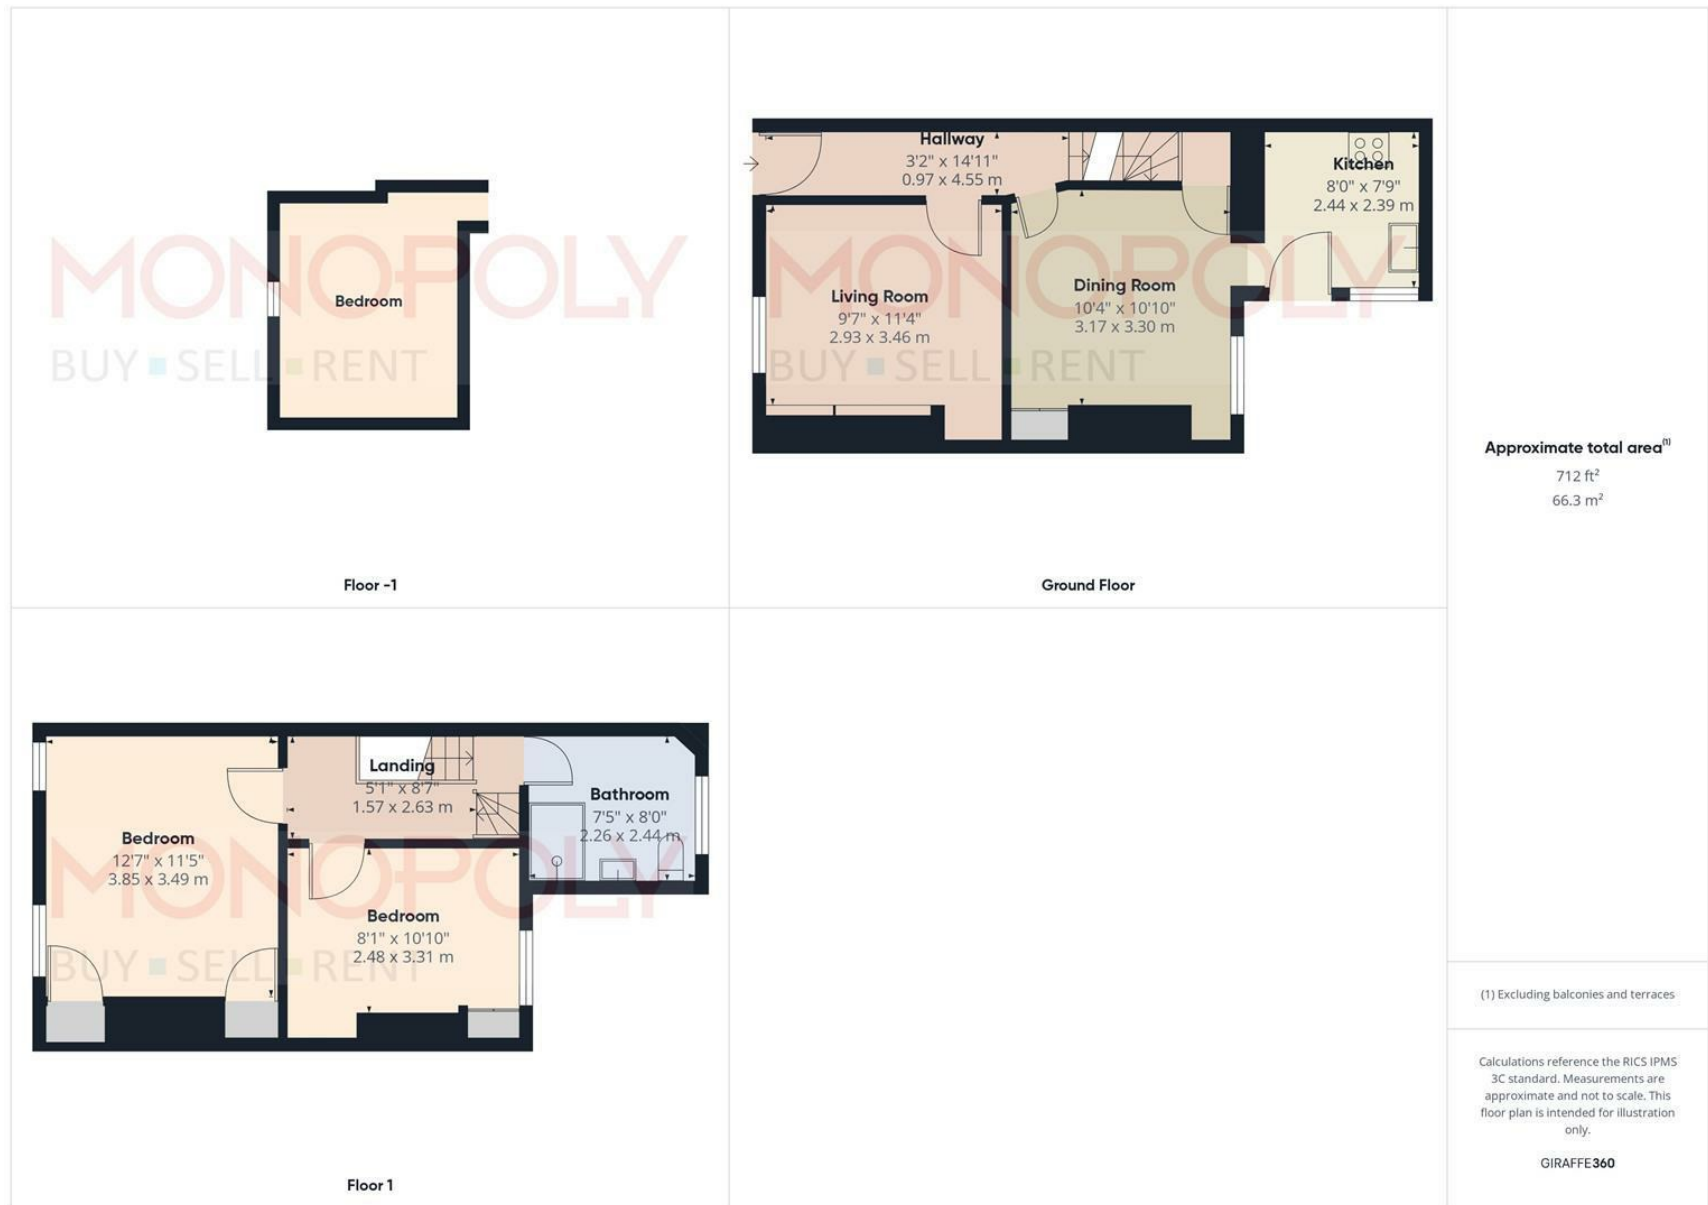 MONOPOLY
BUY ▪ SELL ▪ RENT
Bedroom
Floor -1
MONOPOLY
BUY ▪ SELL ▪ RENT
Hallway
3'2" x 14'11"
0.97 x 4.55 m
Kitchen
8'0" x 7'9"
2.44 x 2.39 m
Living Room
9'7" x 11'4"
2.93 x 3.46 m
Dining Room
10'4" x 10'10"
3.17 x 3.30 m
Ground Floor
Approximate total area(1)
712 ft²
66.3 m²
MONOPOLY
BUY ▪ SELL ▪ RENT
Landing
5'1" x 8'7"
1.57 x 2.63 m
Bathroom
7'5" x 8'0"
2.26 x 2.44 m
Bedroom
12'7" x 11'5"
3.85 x 3.49 m
Bedroom
8'1" x 10'10"
2.48 x 3.31 m
Floor 1
(1) Excluding balconies and terraces
Calculations reference the RICS IPMS
3C standard. Measurements are
approximate and not to scale. This
floor plan is intended for illustration
only.
GIRAFFE360